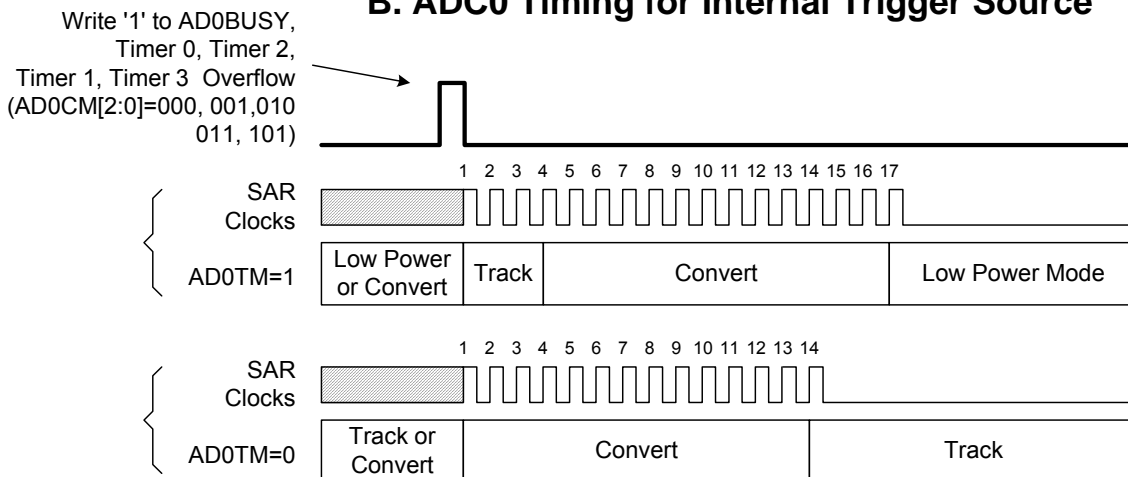 B. ADC0 Timing for Internal Trigger Source
Write '1' to AD0BUSY,
Timer 0, Timer 2,
Timer 1, Timer 3 Overflow
(AD0CM[2:0]=000, 001,010
011, 101)
1 2 3 4 5 6 7 8 9 10 11 12 13 14 15 16 17
SAR
Clocks
AD0TM=1
Low Power
or Convert
Track
Convert
Low Power Mode
1 2 3 4 5 6 7 8 9 10 11 12 13 14
SAR
Clocks
AD0TM=0
Track or
Convert
Convert
Track